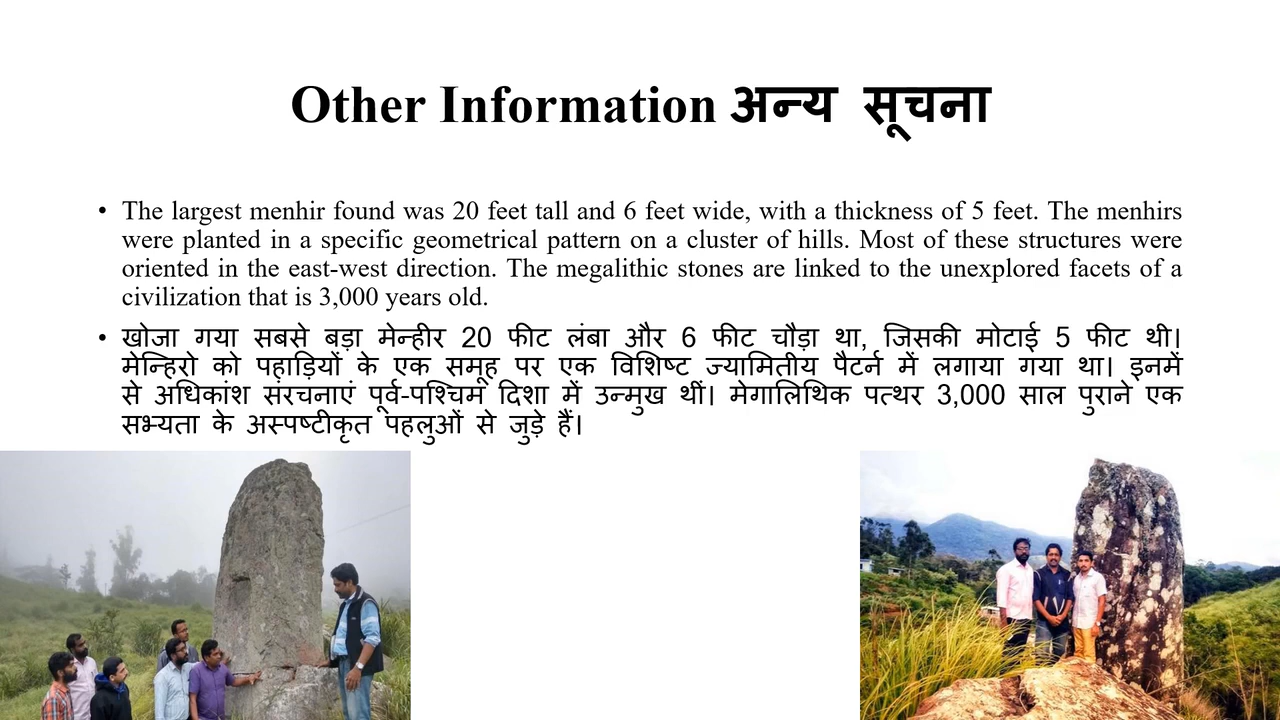 Other Information अन्य सूचना
• The largest menhir found was 20 feet tall and 6 feet wide, with a thickness of 5 feet. The menhirs
were planted in a specific geometrical pattern on a cluster of hills. Most of these structures were
oriented in the east-west direction. The megalithic stones are linked to the unexplored facets of a
civilization that is 3,000 years old.
• खोजा गया सबसे बड़ा मेन्हीर 20 फीट लंबा और 6 फीट चौड़ा था, जिसकी मोटाई 5 फीट थी।
मेन्हिरो को पहाड़ियों के एक समूह पर एक विशिष्ट ज्यामितीय पैटर्न में लगाया गया था। इनमें
से अधिकांश संरचनाएं पूर्व-पश्चिम दिशा में उन्मुख थीं। मेगालिथिक पत्थर 3,000 साल पुराने एक
सभ्यता के अस्पष्टीकृत पहलुओं से जुड़े हैं।